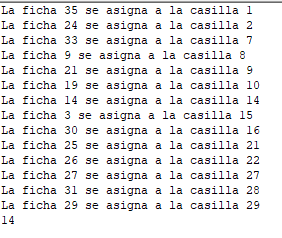 La ficha 35 se asigna a la casilla 1
La ficha 24 se asigna a la casilla 2
La ficha 33 se asigna a la casilla 7
La ficha 9 se asigna a la casilla 8
La ficha 21 se asigna a la casilla 9
La ficha 19 se asigna a la casilla 10
La ficha 14 se asigna a la casilla 14
La ficha 3 se asigna a la casilla 15
La ficha 30 se asigna a la casilla 16
La ficha 25 se asigna a la casilla 21
La ficha 26 se asigna a la casilla 22
La ficha 27 se asigna a la casilla 27
La ficha 31 se asigna a la casilla 28
La ficha 29 se asigna a la casilla 29
14